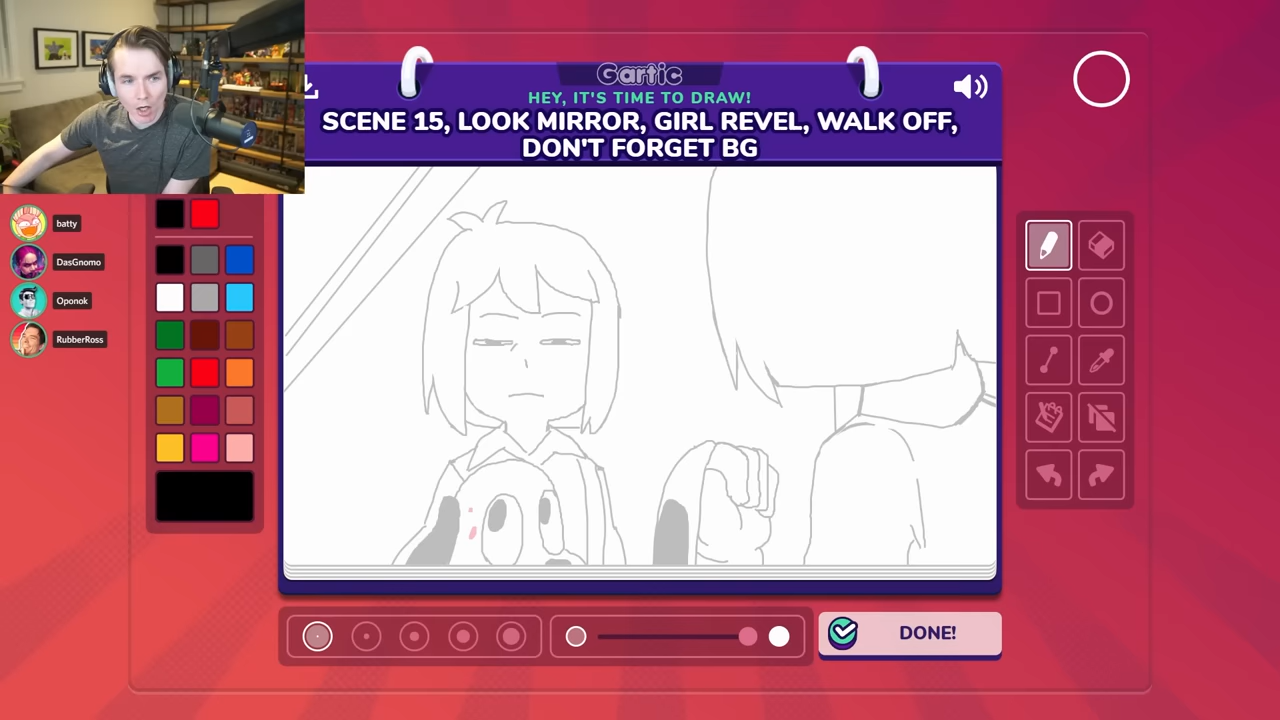 Gartic
HEY, IT'S TIME TO DRAW!
SCENE 15, LOOK MIRROR, GIRL REVEL, WALK OFF,
DON'T FORGET BG
batty
DasGnomo
Oponok
RubberRoss
DONE!